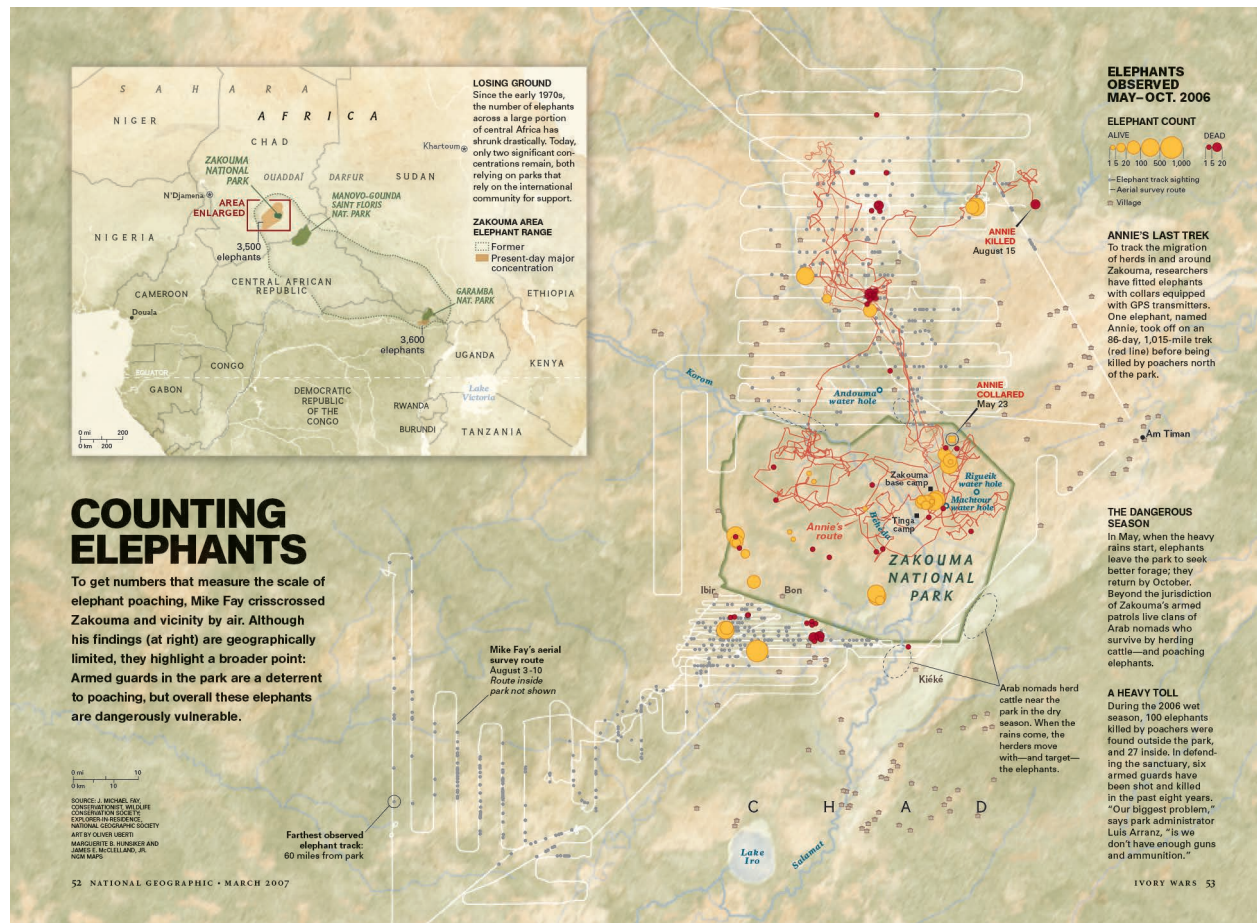 S A H A R A
A F R I C A
NIGER
CHAD
Khartoum
ZAKOUMA
NATIONAL
PARK
OUADDAÏ
DARFUR
SUDAN
N'Djamena
AREA
ENLARGED
MANOVO-GOUNDA
SAINT FLORIS
NAT. PARK
NIGERIA
3,500
elephants
CENTRAL AFRICAN
REPUBLIC
CAMEROON
Douala
GARAMBA
NAT. PARK
ETHIOPIA
3,600
elephants
UGANDA
KENYA
EQUATOR
CONGO
GABON
DEMOCRATIC
REPUBLIC
OF THE
CONGO
Lake
Victoria
RWANDA
BURUNDI
TANZANIA
0 mi 200
0 km 200
LOSING GROUND
Since the early 1970s,
the number of elephants
across a large portion
of central Africa has
shrunk drastically. Today,
only two significant con-
centrations remain, both
relying on parks that
rely on the international
community for support.
ZAKOUMA AREA
ELEPHANT RANGE
Former
Present-day major
concentration
COUNTING
ELEPHANTS
To get numbers that measure the scale of
elephant poaching, Mike Fay crisscrossed
Zakouma and vicinity by air. Although
his findings (at right) are geographically
limited, they highlight a broader point:
Armed guards in the park are a deterrent
to poaching, but overall these elephants
are dangerously vulnerable.
0 mi 10
0 km 10
SOURCE: J. MICHAEL FAY,
CONSERVATIONIST, WILDLIFE
CONSERVATION SOCIETY;
EXPLORER-IN-RESIDENCE,
NATIONAL GEOGRAPHIC SOCIETY
ART BY OLIVER UBERTI
MARGUERITE B. HUNSIKER AND
JAMES E. McCLELLAND, JR.
NGM MAPS
52 NATIONAL GEOGRAPHIC • MARCH 2007
Farthest observed
elephant track:
60 miles from park
Mike Fay's aerial
survey route
August 3-10
Route inside
park not shown
ANNIE
KILLED
August 15
Korom
Andouma
water hole
ANNIE
COLLARED
May 23
Am Timan
Zakouma
base camp
Rigueik
water hole
Machtour
water hole
Tinga
camp
Annie's
route
ZAKOUMA
NATIONAL
PARK
Ibir
Bon
Kiéké
Arab nomads herd
cattle near the
park in the dry
season. When the
rains come, the
herders move
with—and target—
the elephants.
C H A D
Lake
Iro
Salamat
ELEPHANTS
OBSERVED
MAY–OCT. 2006
ELEPHANT COUNT
ALIVE DEAD
1 5 20 100 500 1,000 1 5 20
Elephant track sighting
Aerial survey route
Village
ANNIE'S LAST TREK
To track the migration
of herds in and around
Zakouma, researchers
have fitted elephants
with collars equipped
with GPS transmitters.
One elephant, named
Annie, took off on an
86-day, 1,015-mile trek
(red line) before being
killed by poachers north
of the park.
THE DANGEROUS
SEASON
In May, when the heavy
rains start, elephants
leave the park to seek
better forage; they
return by October.
Beyond the jurisdiction
of Zakouma's armed
patrols live clans of
Arab nomads who
survive by herding
cattle—and poaching
elephants.
A HEAVY TOLL
During the 2006 wet
season, 100 elephants
killed by poachers were
found outside the park,
and 27 inside. In defend-
ing the sanctuary, six
armed guards have
been shot and killed
in the past eight years.
"Our biggest problem,"
says park administrator
Luis Arranz, "is we
don't have enough guns
and ammunition."
IVORY WARS 53